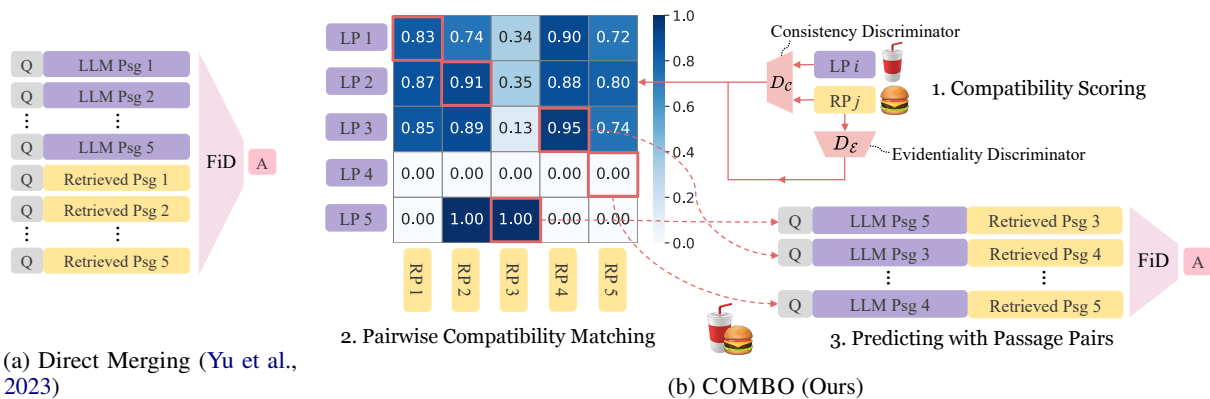 Q LLM Psg 1
Q LLM Psg 2
Q LLM Psg 5
Q Retrieved Psg 1
Q Retrieved Psg 2
Q Retrieved Psg 5
FiD
A
(a) Direct Merging (Yu et al.,
2023)
LP 1 0.83 0.74 0.34 0.90 0.72
LP 2 0.87 0.91 0.35 0.88 0.80
LP 3 0.85 0.89 0.13 0.95 0.74
LP 4 0.00 0.00 0.00 0.00 0.00
LP 5 0.00 1.00 1.00 0.00 0.00
RP 1 RP 2 RP 3 RP 4 RP 5
1.0
0.8
0.6
0.4
0.2
0.0
2. Pairwise Compatibility Matching
Consistency Discriminator
D_C
LP i
RP j
1. Compatibility Scoring
D_ℰ
Evidentiality Discriminator
Q LLM Psg 5 Retrieved Psg 3
Q LLM Psg 3 Retrieved Psg 4
Q LLM Psg 4 Retrieved Psg 5
FiD
A
3. Predicting with Passage Pairs
(b) COMBO (Ours)